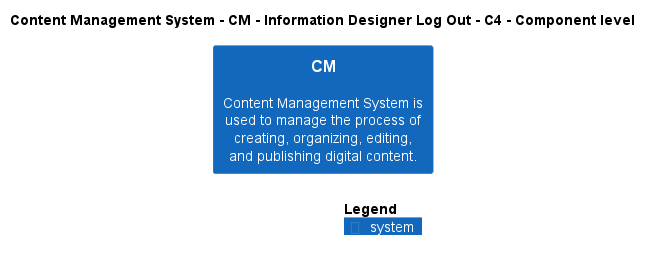 Content Management System - CM - Information Designer Log Out - C4 - Component level
CM
Content Management System is
used to manage the process of
creating, organizing, editing,
and publishing digital content.
Legend
system